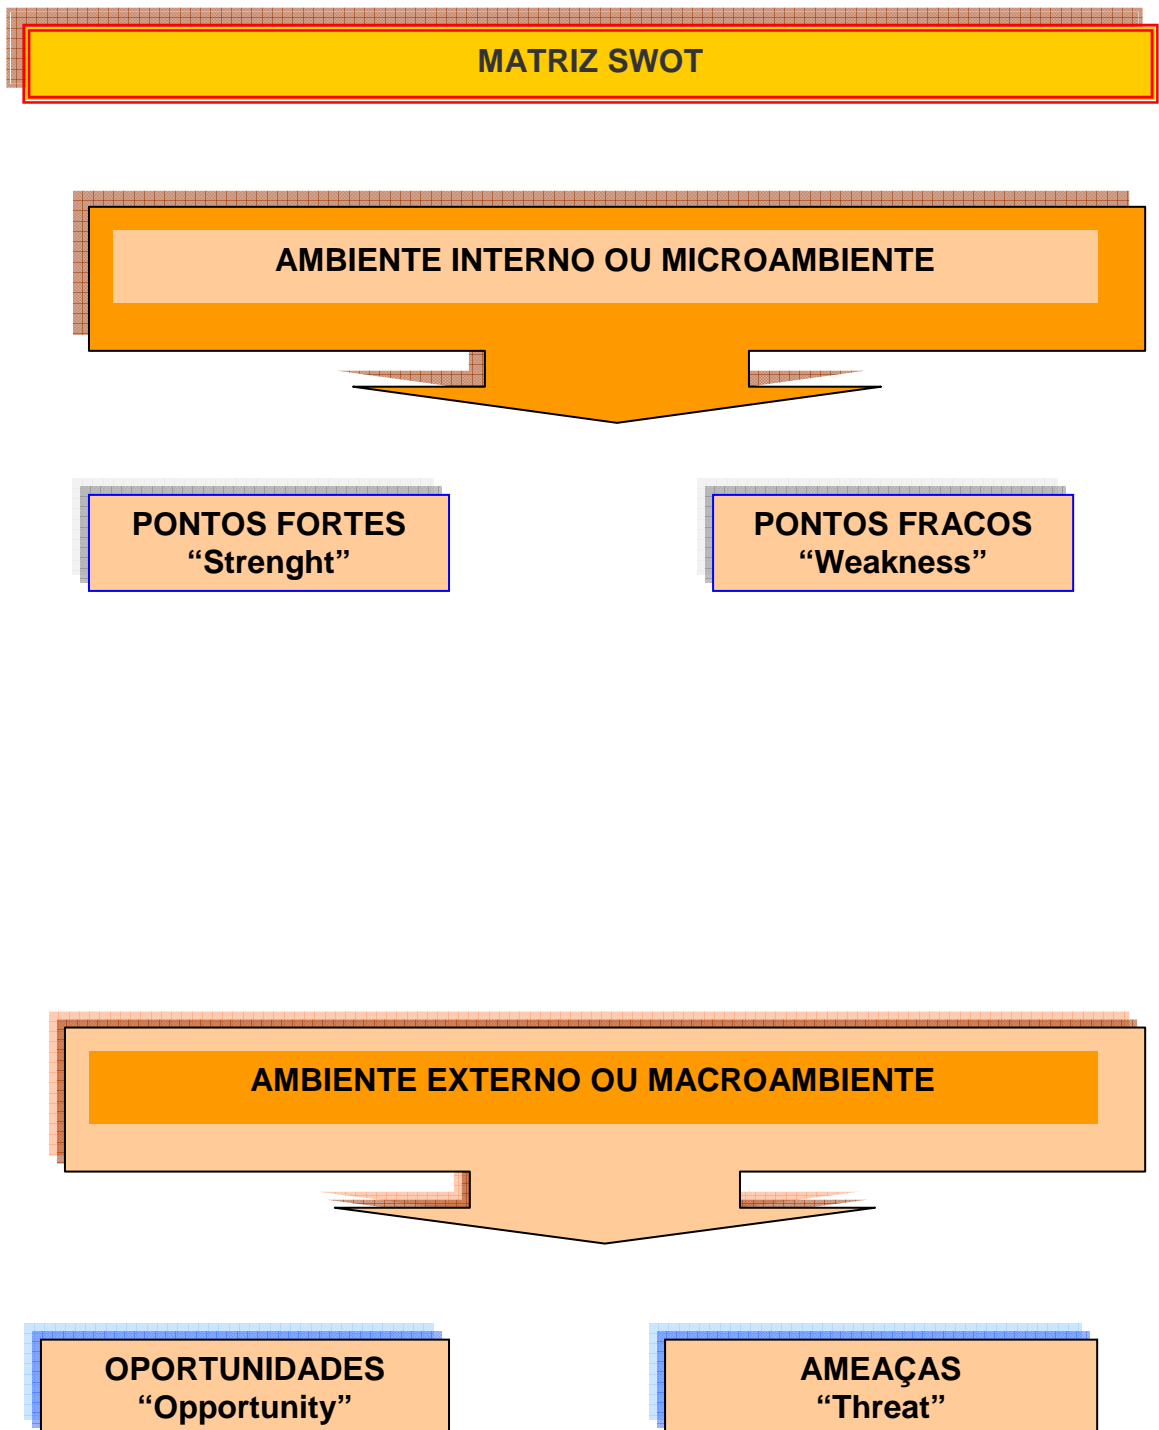 MATRIZ SWOT
AMBIENTE INTERNO OU MICROAMBIENTE
PONTOS FORTES
“Strenght”
PONTOS FRACOS
“Weakness”
AMBIENTE EXTERNO OU MACROAMBIENTE
OPORTUNIDADES
“Opportunity”
AMEAÇAS
“Threat”